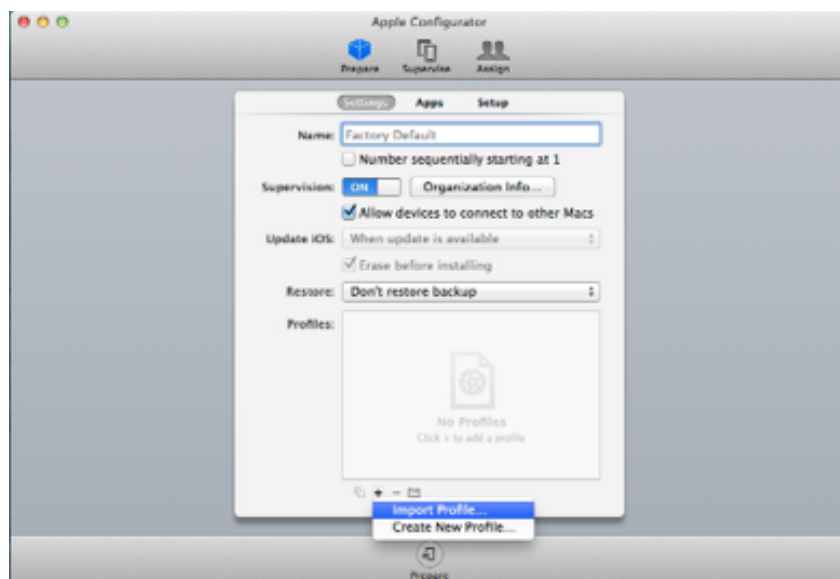 Apple Configurator
Prepare Supervise Assign
Settings Apps Setup
Name: Factory Default
Number sequentially starting at 1
Supervision: ON Organization Info...
Allow devices to connect to other Macs
Update iOS: When update is available
Erase before installing
Restore: Don't restore backup
Profiles:
No Profiles
Click + to add a profile
Import Profile...
Create New Profile...
Prepare